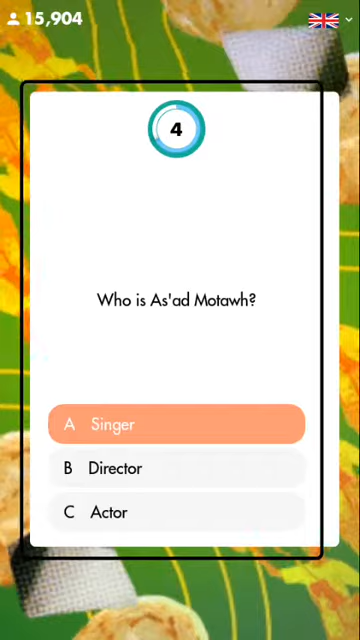 15,904
4
Who is As'ad Motawh?
A Singer
B Director
C Actor